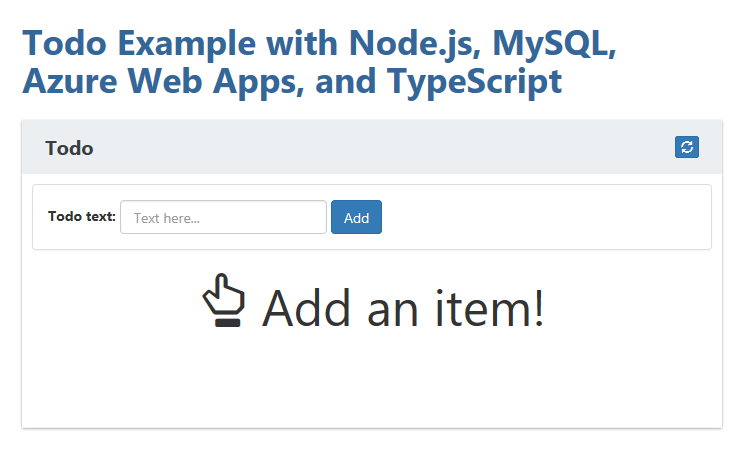 Todo Example with Node.js, MySQL,
Azure Web Apps, and TypeScript
Todo
Todo text: Text here... Add
Add an item!